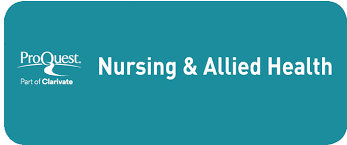 ProQuest
Part of Clarivate
Nursing & Allied Health